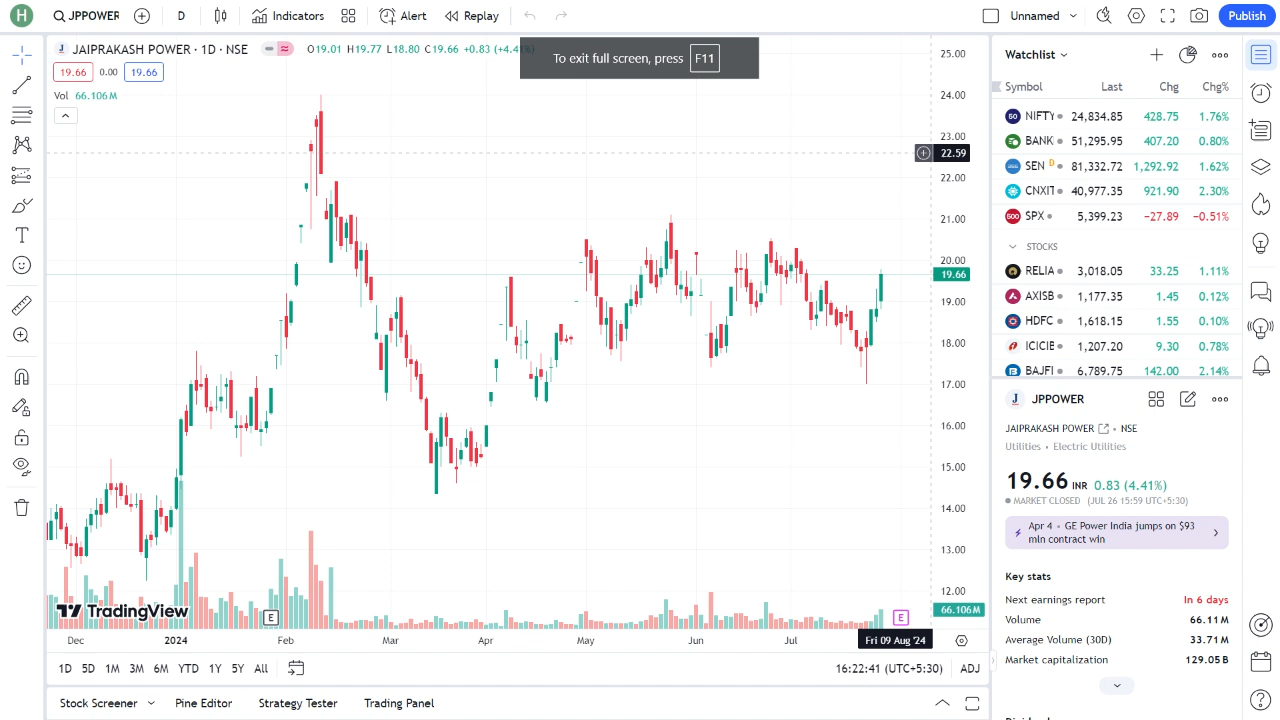 H
JPPOWER
D
Indicators
Alert
Replay
Unnamed
Publish
JAIPRAKASH POWER · 1D · NSE
O19.01 H19.77 L18.80 C19.66 +0.83 (+4.41%)
19.66 0.00 19.66
Vol 66.106M
To exit full screen, press F11
25.00
24.00
23.00
22.59
22.00
21.00
20.00
19.66
19.00
18.00
17.00
16.00
15.00
14.00
13.00
12.00
66.106M
TradingView
E
E
Dec 2024 Feb Mar Apr May Jun Jul Fri 09 Aug '24
1D 5D 1M 3M 6M YTD 1Y 5Y All
16:22:41 (UTC+5:30) ADJ
Stock Screener Pine Editor Strategy Tester Trading Panel
Watchlist
Symbol Last Chg Chg%
50 NIFTY 24,834.85 428.75 1.76%
BANK 51,295.95 407.20 0.80%
SEN D 81,332.72 1,292.92 1.62%
CNXIT 40,977.35 921.90 2.30%
500 SPX 5,399.23 −27.89 −0.51%
STOCKS
RELIA 3,018.05 33.25 1.11%
AXISB 1,177.35 1.45 0.12%
HDFC 1,618.15 1.55 0.10%
ICICIB 1,207.20 9.30 0.78%
BAJFI 6,789.75 142.00 2.14%
J JPPOWER
JAIPRAKASH POWER · NSE
Utilities · Electric Utilities
19.66 INR 0.83 (4.41%)
MARKET CLOSED (JUL 26 15:59 UTC+5:30)
Apr 4 · GE Power India jumps on $93
mln contract win
Key stats
Next earnings report In 6 days
Volume 66.11M
Average Volume (30D) 33.71M
Market capitalization 129.05B